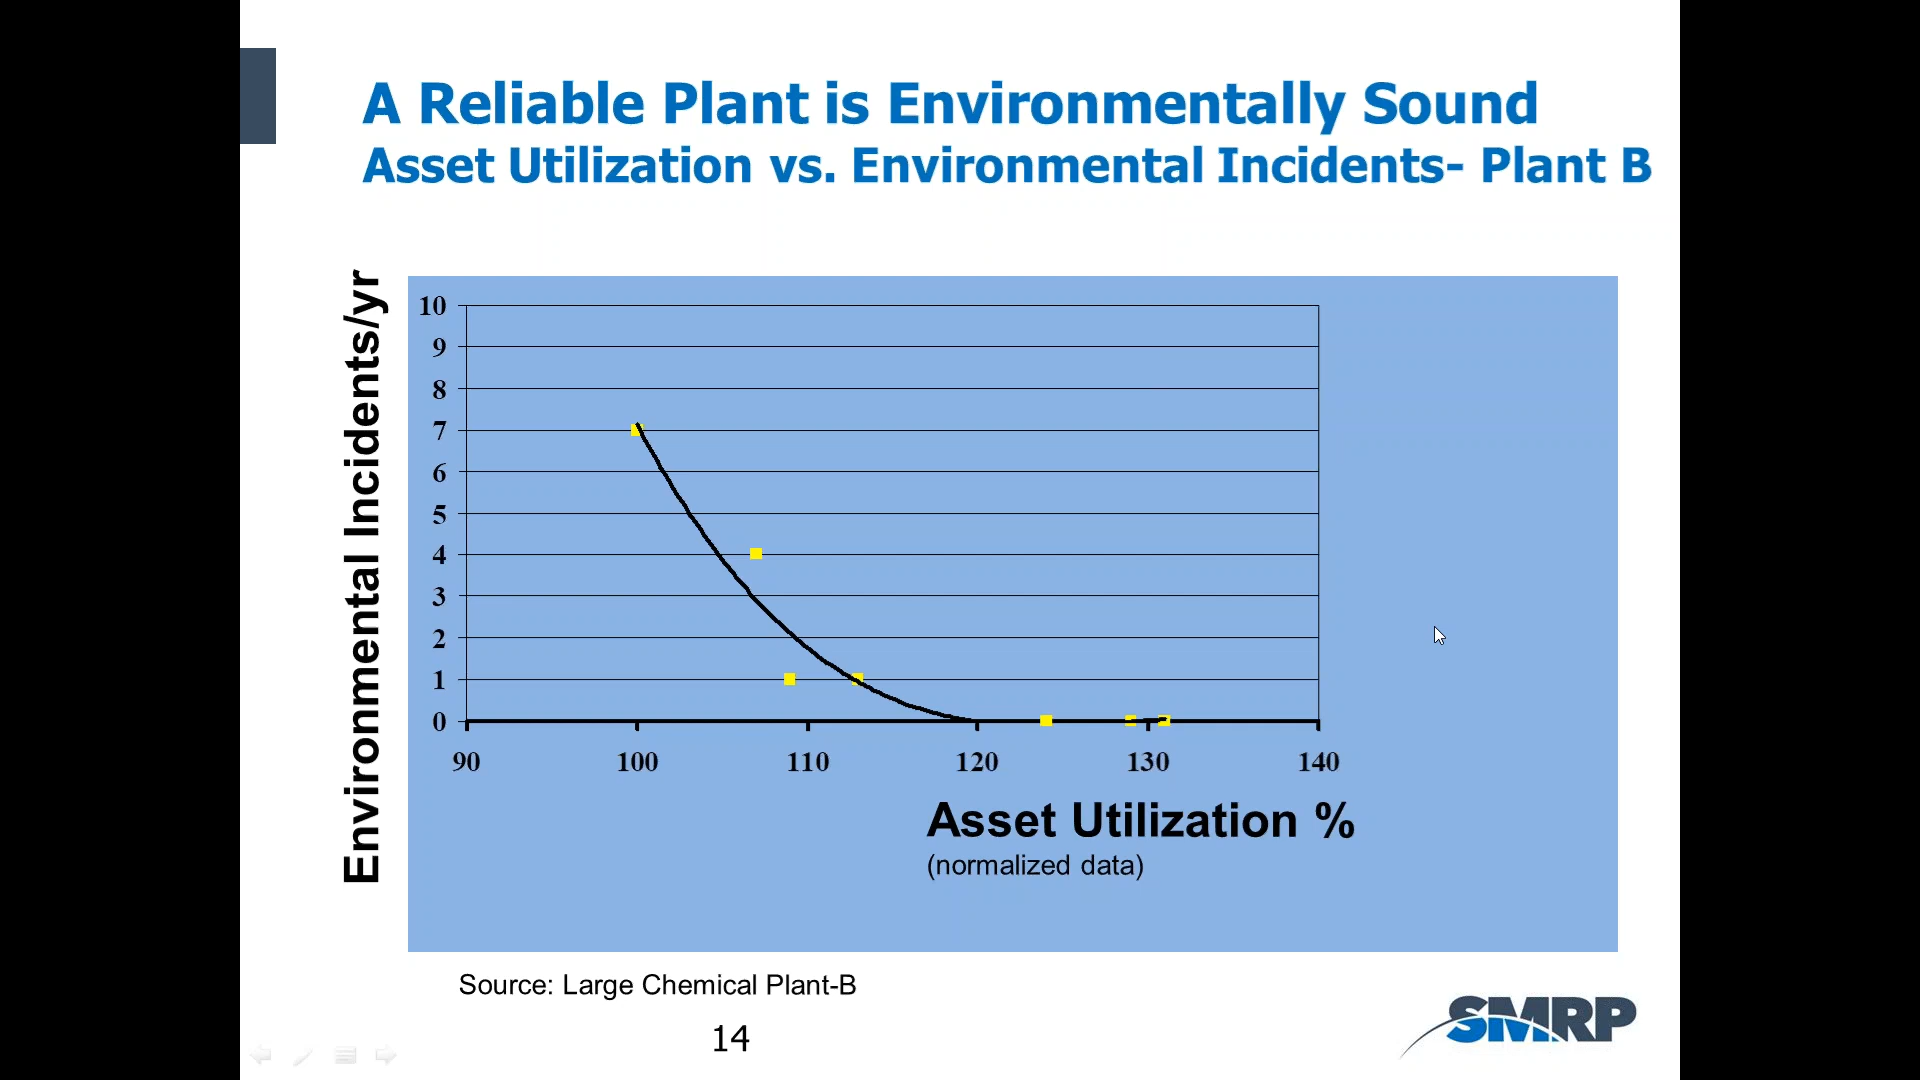 A Reliable Plant is Environmentally Sound
Asset Utilization vs. Environmental Incidents- Plant B
Environmental Incidents/yr
10
9
8
7
6
5
4
3
2
1
0
90 100 110 120 130 140
Asset Utilization %
(normalized data)
Source: Large Chemical Plant-B
14
SMRP